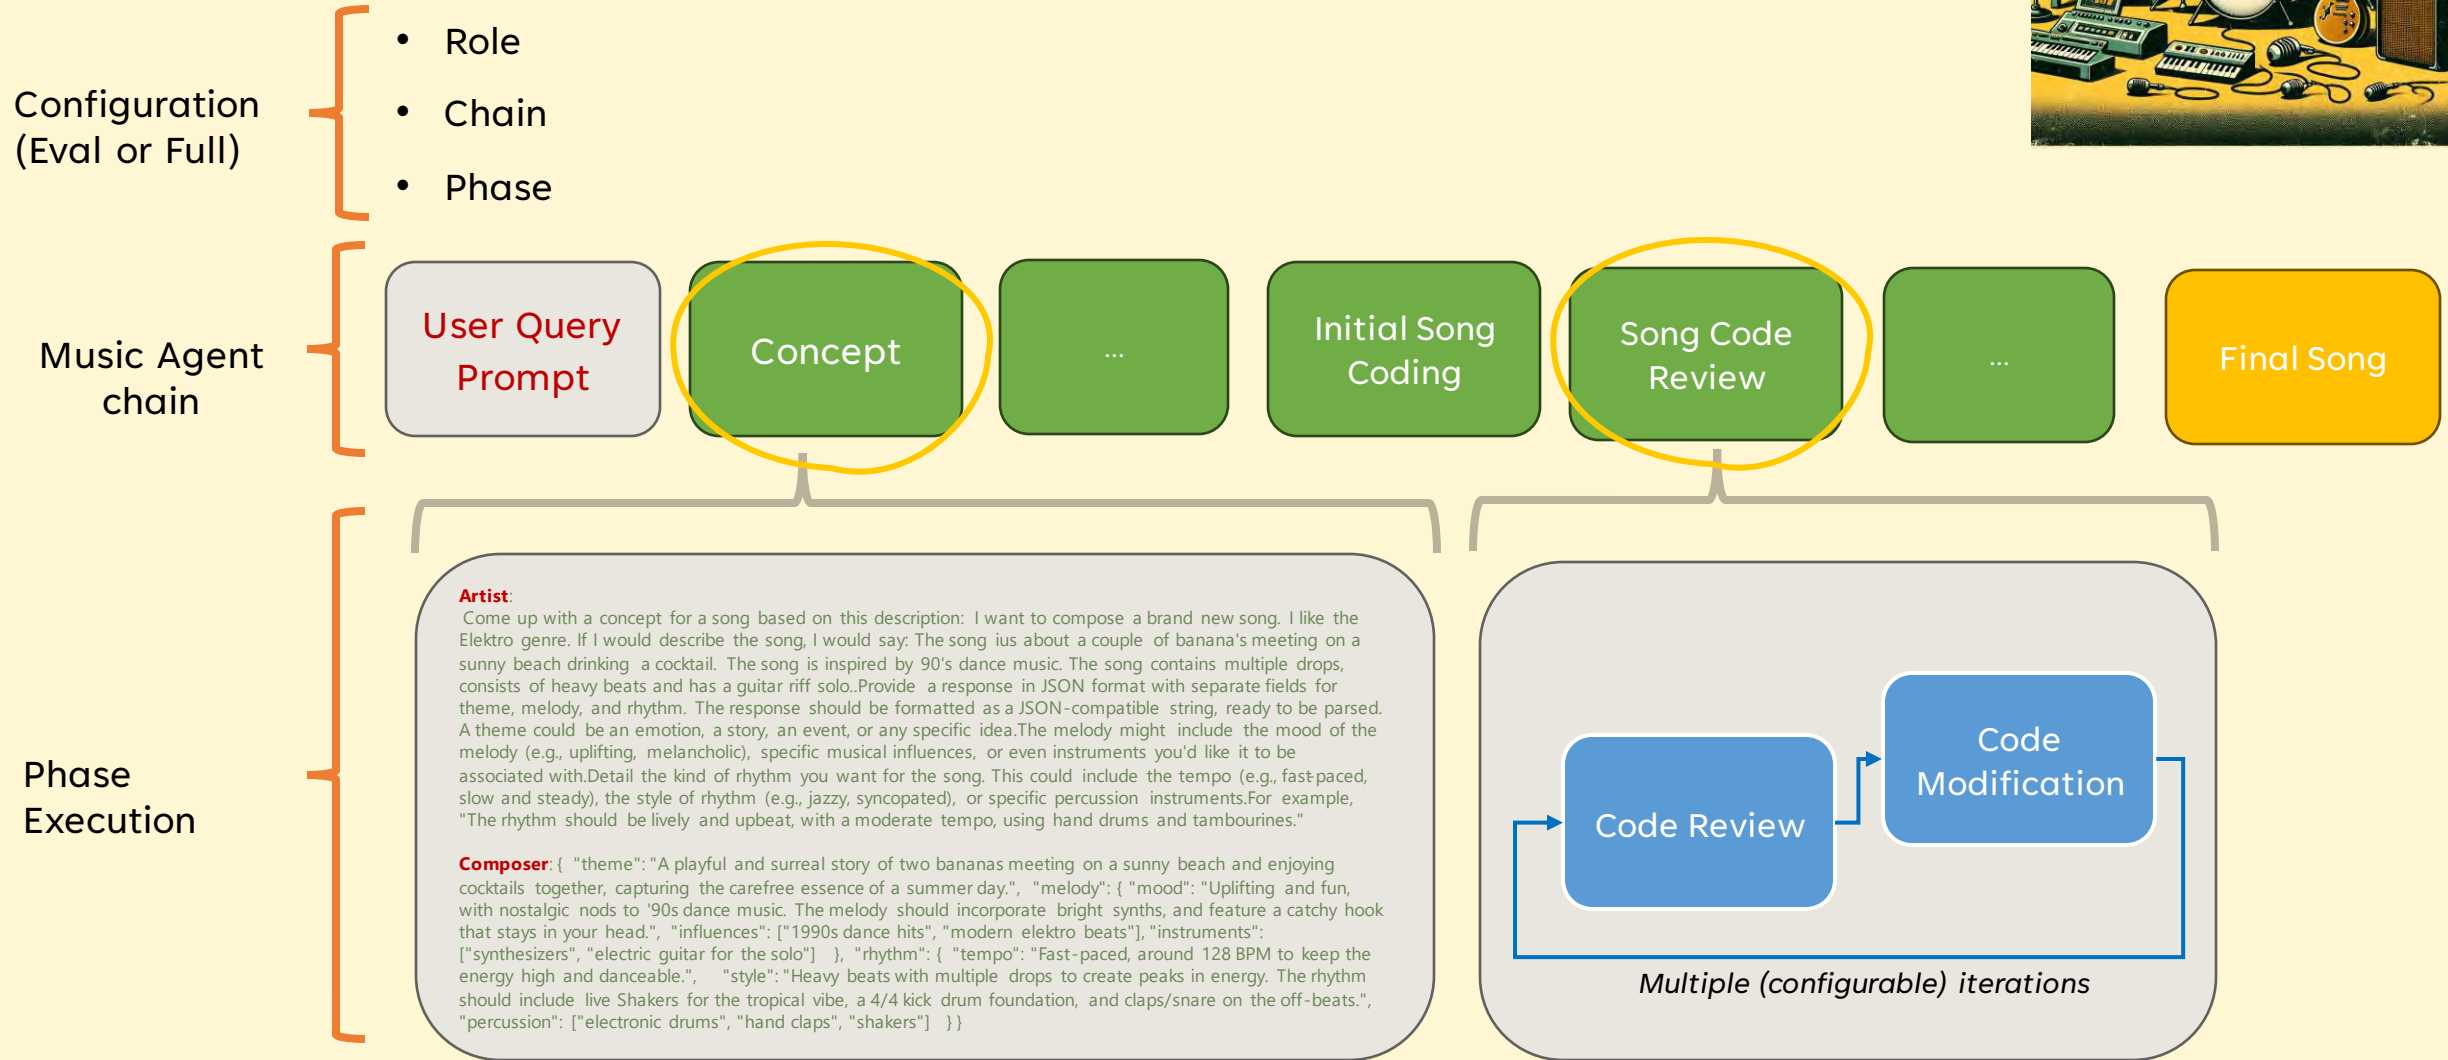 • Role
• Chain
• Phase
Configuration
(Eval or Full)
Music Agent
chain
User Query
Prompt
Concept
...
Initial Song
Coding
Song Code
Review
...
Final Song
Phase
Execution
Artist:
Come up with a concept for a song based on this description: I want to compose a brand new song. I like the
Elektro genre. If I would describe the song, I would say: The song ius about a couple of banana's meeting on a
sunny beach drinking a cocktail. The song is inspired by 90's dance music. The song contains multiple drops,
consists of heavy beats and has a guitar riff solo..Provide a response in JSON format with separate fields for
theme, melody, and rhythm. The response should be formatted as a JSON-compatible string, ready to be parsed.
A theme could be an emotion, a story, an event, or any specific idea.The melody might include the mood of the
melody (e.g., uplifting, melancholic), specific musical influences, or even instruments you'd like it to be
associated with.Detail the kind of rhythm you want for the song. This could include the tempo (e.g., fast-paced,
slow and steady), the style of rhythm (e.g., jazzy, syncopated), or specific percussion instruments.For example,
"The rhythm should be lively and upbeat, with a moderate tempo, using hand drums and tambourines."
Composer: { "theme": "A playful and surreal story of two bananas meeting on a sunny beach and enjoying
cocktails together, capturing the carefree essence of a summer day.", "melody": { "mood": "Uplifting and fun,
with nostalgic nods to '90s dance music. The melody should incorporate bright synths, and feature a catchy hook
that stays in your head.", "influences": ["1990s dance hits", "modern elektro beats"], "instruments":
["synthesizers", "electric guitar for the solo"] }, "rhythm": { "tempo": "Fast-paced, around 128 BPM to keep the
energy high and danceable.", "style": "Heavy beats with multiple drops to create peaks in energy. The rhythm
should include live Shakers for the tropical vibe, a 4/4 kick drum foundation, and claps/snare on the off-beats.",
"percussion": ["electronic drums", "hand claps", "shakers"] } }
Code Review
Code
Modification
Multiple (configurable) iterations